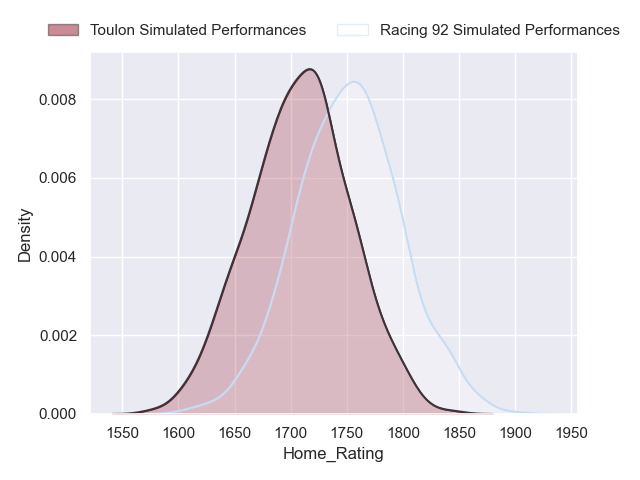 Toulon Simulated Performances Racing 92 Simulated Performances
0.008
0.006
0.004
0.002
0.000
Density
1550 1600 1650 1700 1750 1800 1850 1900 1950
Home_Rating